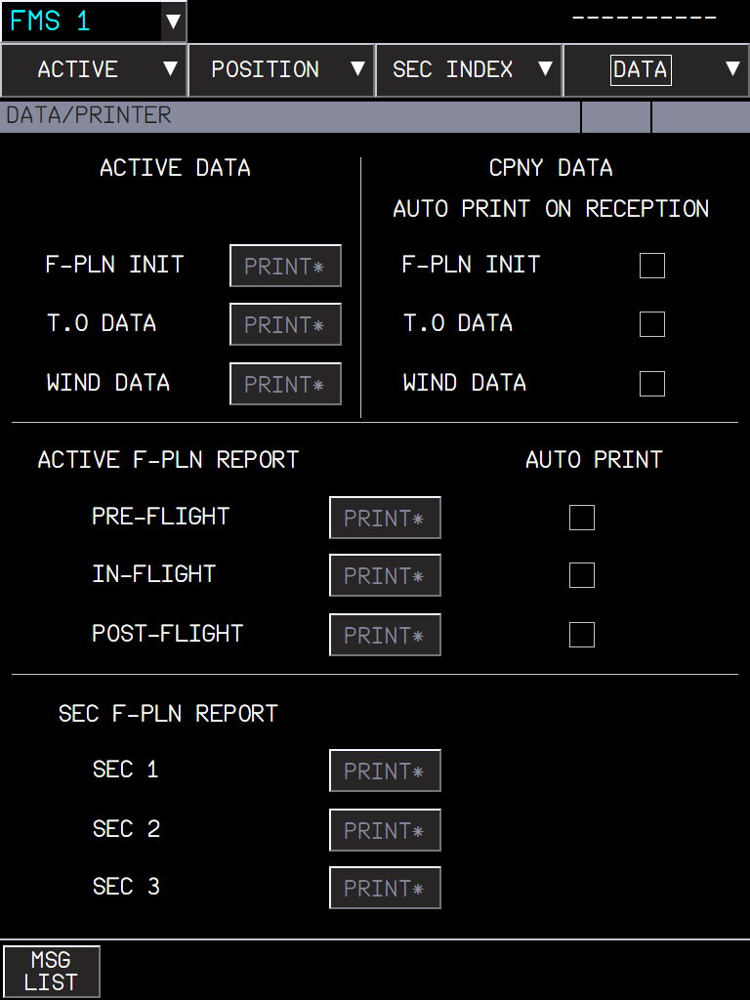 FMS 1 ▼ ----------
ACTIVE ▼ POSITION ▼ SEC INDEX ▼ DATA ▼
DATA/PRINTER
ACTIVE DATA CPNY DATA
AUTO PRINT ON RECEPTION
F-PLN INIT PRINT* F-PLN INIT
T.O DATA PRINT* T.O DATA
WIND DATA PRINT* WIND DATA
ACTIVE F-PLN REPORT AUTO PRINT
PRE-FLIGHT PRINT*
IN-FLIGHT PRINT*
POST-FLIGHT PRINT*
SEC F-PLN REPORT
SEC 1 PRINT*
SEC 2 PRINT*
SEC 3 PRINT*
MSG
LIST